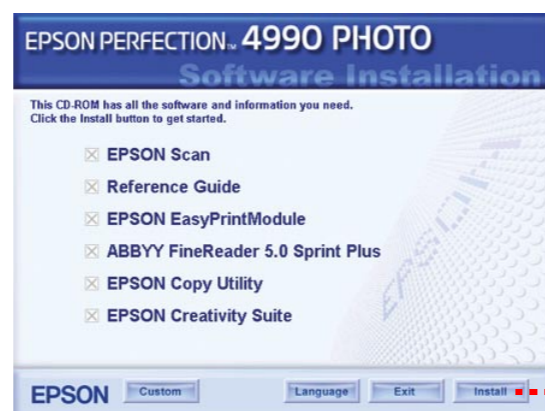 EPSON PERFECTION™ 4990 PHOTO
Software Installation
This CD-ROM has all the software and information you need.
Click the Install button to get started.
EPSON Scan
Reference Guide
EPSON EasyPrintModule
ABBYY FineReader 5.0 Sprint Plus
EPSON Copy Utility
EPSON Creativity Suite
EPSON
EPSON Custom Language Exit Install